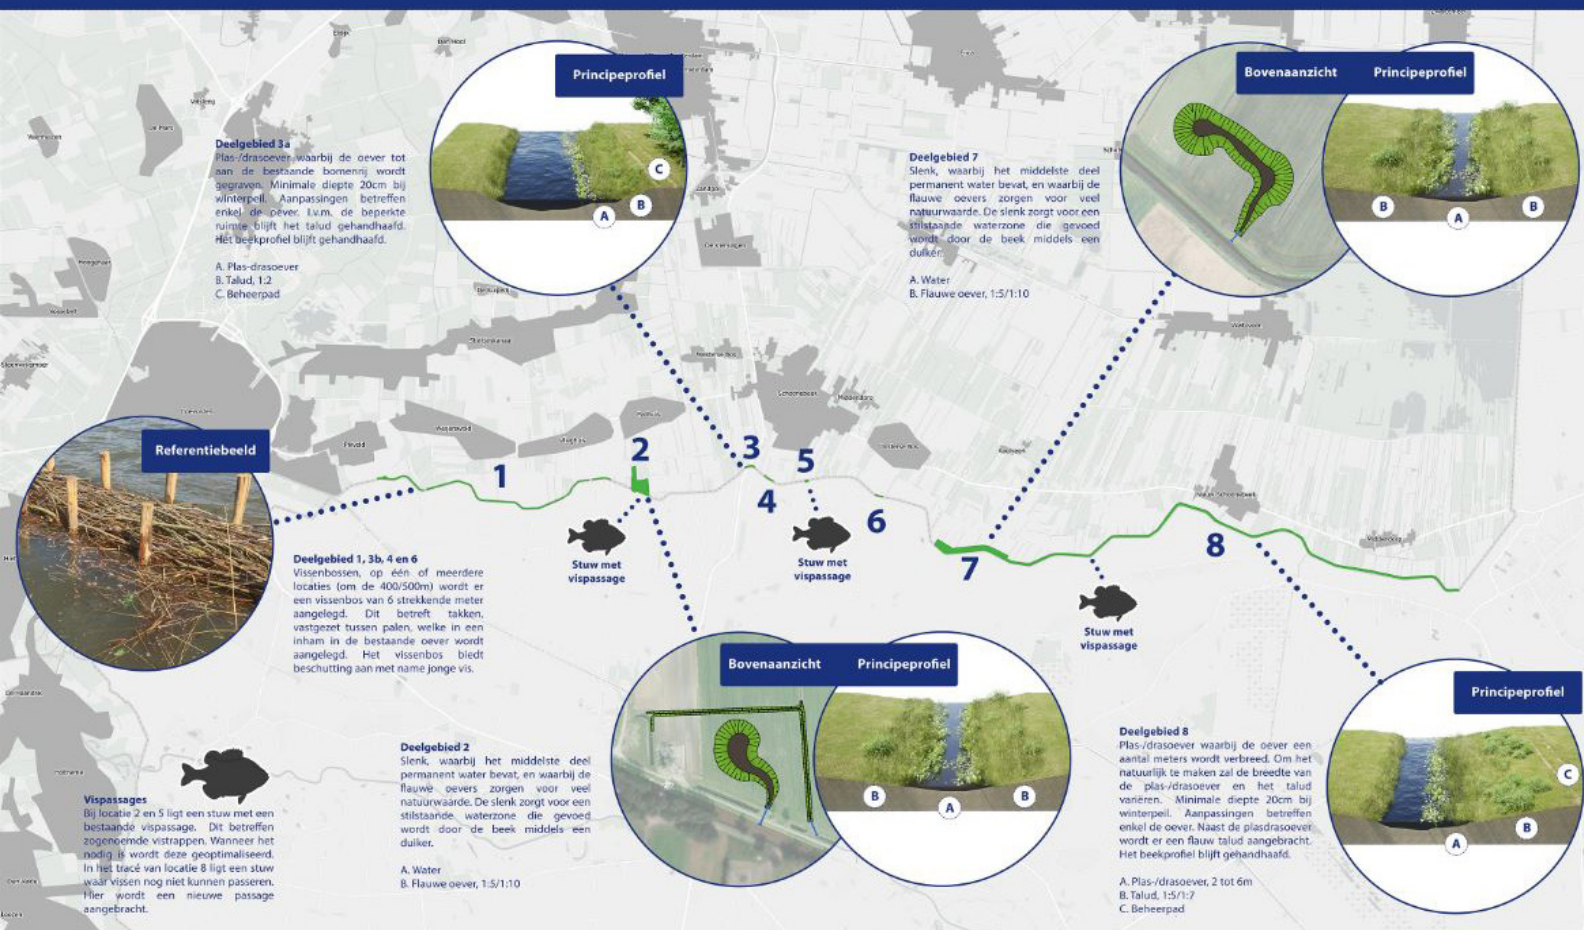 Principeprofiel
Bovenaanzicht
Principeprofiel
Deelgebied 3a
Plas-/drasoever waarbij de oever tot
aan de bestaande bomenrij wordt
gegraven. Minimale diepte 20cm bij
winterpeil. Aanpassingen betreffen
enkel de oever. I.v.m. de beperkte
ruimte blijft het talud gehandhaafd.
Het beekprofiel blijft gehandhaafd.
A. Plas-drasoever
B. Talud, 1:2
C. Beheerpad
C
B
A
Deelgebied 7
Slenk, waarbij het middelste deel
permanent water bevat, en waarbij de
flauwe oevers zorgen voor veel
natuurwaarde. De slenk zorgt voor een
stilstaande waterzone die gevoed
wordt door de beek middels een
duiker.
A. Water
B. Flauwe oever, 1:5/1:10
B
A
B
Schoonebeek
Middendorp
Referentiebeeld
1
2
3
4
5
6
7
8
Stuw met
vispassage
Stuw met
vispassage
Stuw met
vispassage
Deelgebied 1, 3b, 4 en 6
Vissenbossen, op één of meerdere
locaties (om de 400/500m) wordt er
een vissenbos van 6 strekkende meter
aangelegd. Dit betreft takken,
vastgezet tussen palen, welke in een
inham in de bestaande oever wordt
aangelegd. Het vissenbos biedt
beschutting aan met name jonge vis.
Vispassages
Bij locatie 2 en 5 ligt een stuw met een
bestaande vispassage. Dit betreffen
zogenoemde vistrappen. Wanneer het
nodig is wordt deze geoptimaliseerd.
In het tracé van locatie 8 ligt een stuw
waar vissen nog niet kunnen passeren.
Hier wordt een nieuwe passage
aangebracht.
Deelgebied 2
Slenk, waarbij het middelste deel
permanent water bevat, en waarbij de
flauwe oevers zorgen voor veel
natuurwaarde. De slenk zorgt voor een
stilstaande waterzone die gevoed
wordt door de beek middels een
duiker.
A. Water
B. Flauwe oever, 1:5/1:10
Bovenaanzicht
Principeprofiel
B
A
B
Deelgebied 8
Plas-/drasoever waarbij de oever een
aantal meters wordt verbreed. Om het
natuurlijk te maken zal de breedte van
de plas-/drasoever en het talud
variëren. Minimale diepte 20cm bij
winterpeil. Aanpassingen betreffen
enkel de oever. Naast de plasdrasoever
wordt er een flauw talud aangebracht.
Het beekprofiel blijft gehandhaafd.
A. Plas-/drasoever, 2 tot 6m
B. Talud, 1:5/1:7
C. Beheerpad
Principeprofiel
C
B
A